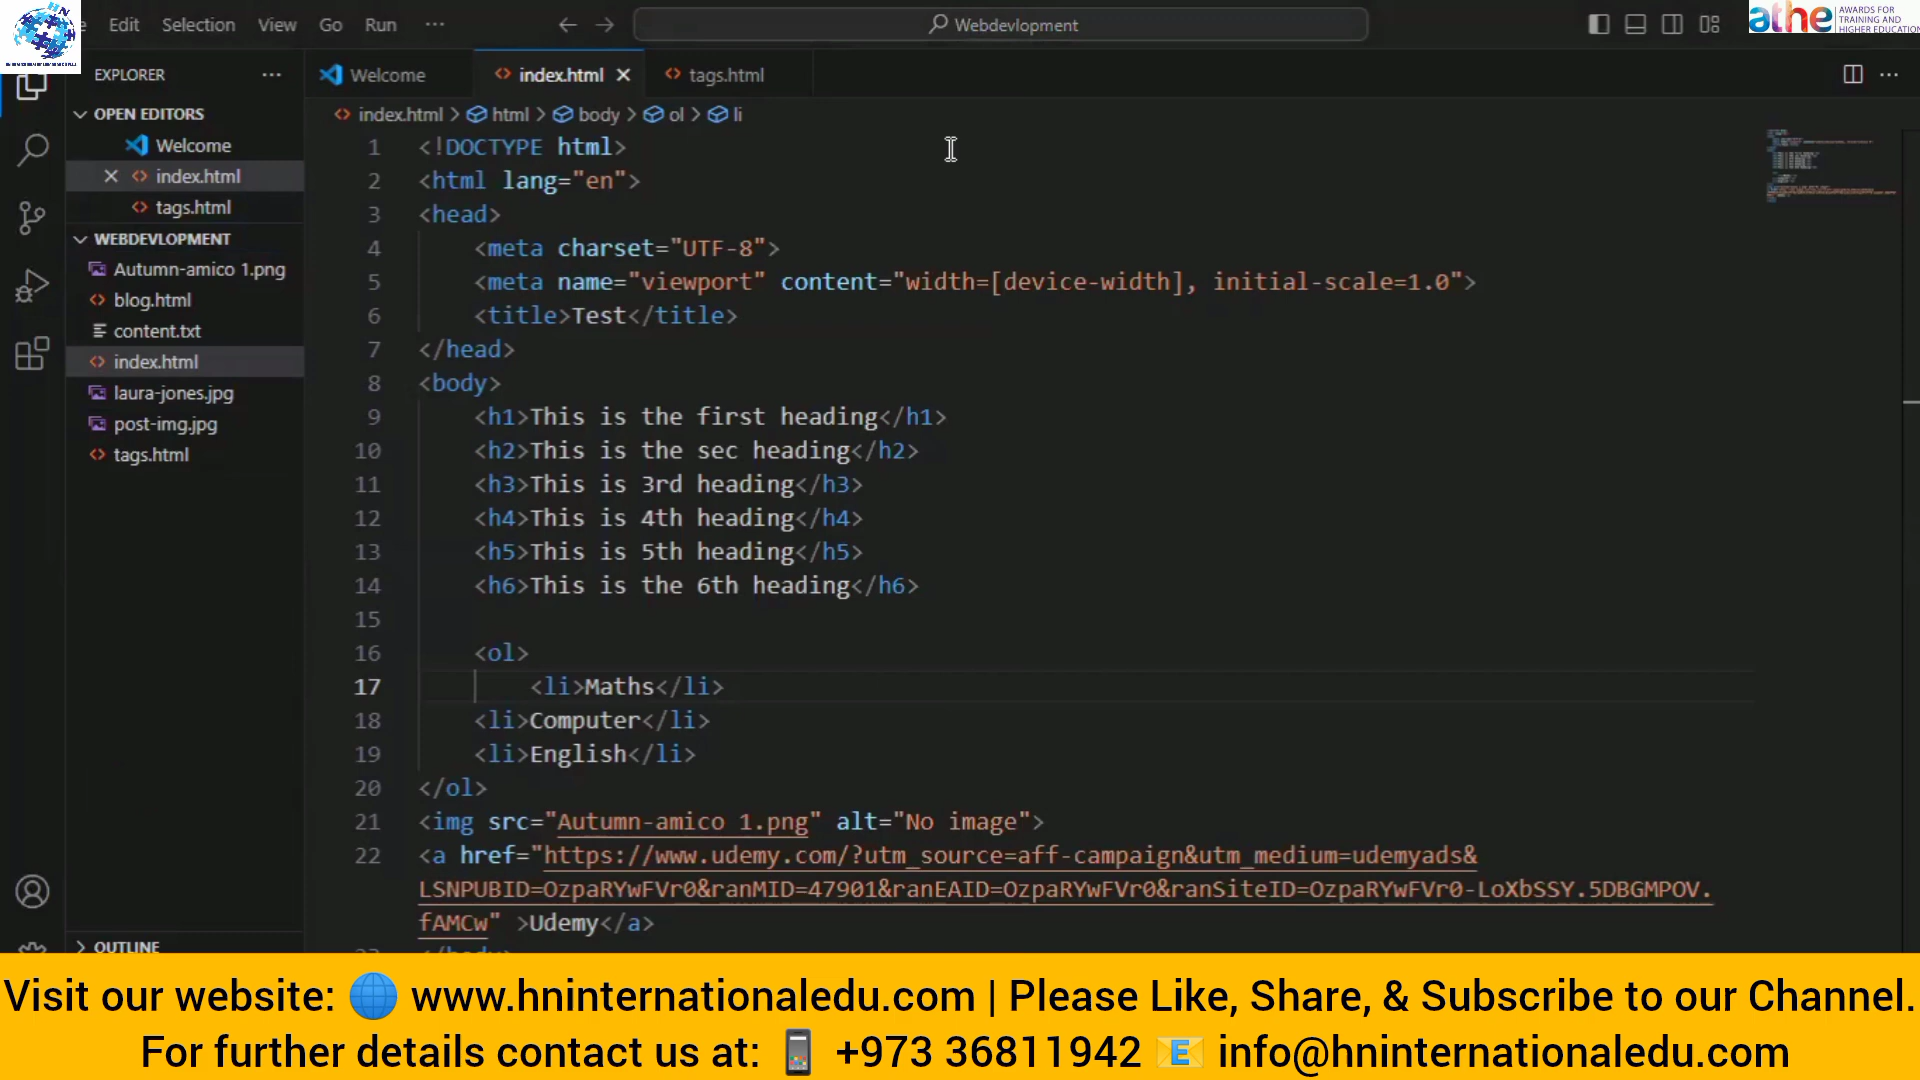 Edit Selection View Go Run ··· Webdevlopment
athe AWARDS FOR
TRAINING AND
HIGHER EDUCATION
EXPLORER ···
OPEN EDITORS
Welcome
index.html
tags.html
WEBDEVLOPMENT
Autumn-amico 1.png
blog.html
content.txt
index.html
laura-jones.jpg
post-img.jpg
tags.html
OUTLINE
Welcome index.html tags.html
index.html > html > body > ol > li
1 <!DOCTYPE html>
2 <html lang="en">
3 <head>
4 <meta charset="UTF-8">
5 <meta name="viewport" content="width=[device-width], initial-scale=1.0">
6 <title>Test</title>
7 </head>
8 <body>
9 <h1>This is the first heading</h1>
10 <h2>This is the sec heading</h2>
11 <h3>This is 3rd heading</h3>
12 <h4>This is 4th heading</h4>
13 <h5>This is 5th heading</h5>
14 <h6>This is the 6th heading</h6>
15
16 <ol>
17 <li>Maths</li>
18 <li>Computer</li>
19 <li>English</li>
20 </ol>
21 <img src="Autumn-amico 1.png" alt="No image">
22 <a href="https://www.udemy.com/?utm_source=aff-campaign&utm_medium=udemyads&
LSNPUBID=OzpaRYwFVr0&ranMID=47901&ranEAID=OzpaRYwFVr0&ranSiteID=OzpaRYwFVr0-LoXbSSY.5DBGMPOV.
fAMCw" >Udemy</a>
Visit our website: 🌐 www.hninternationaledu.com | Please Like, Share, & Subscribe to our Channel.
For further details contact us at: 📱 +973 36811942 📧 info@hninternationaledu.com